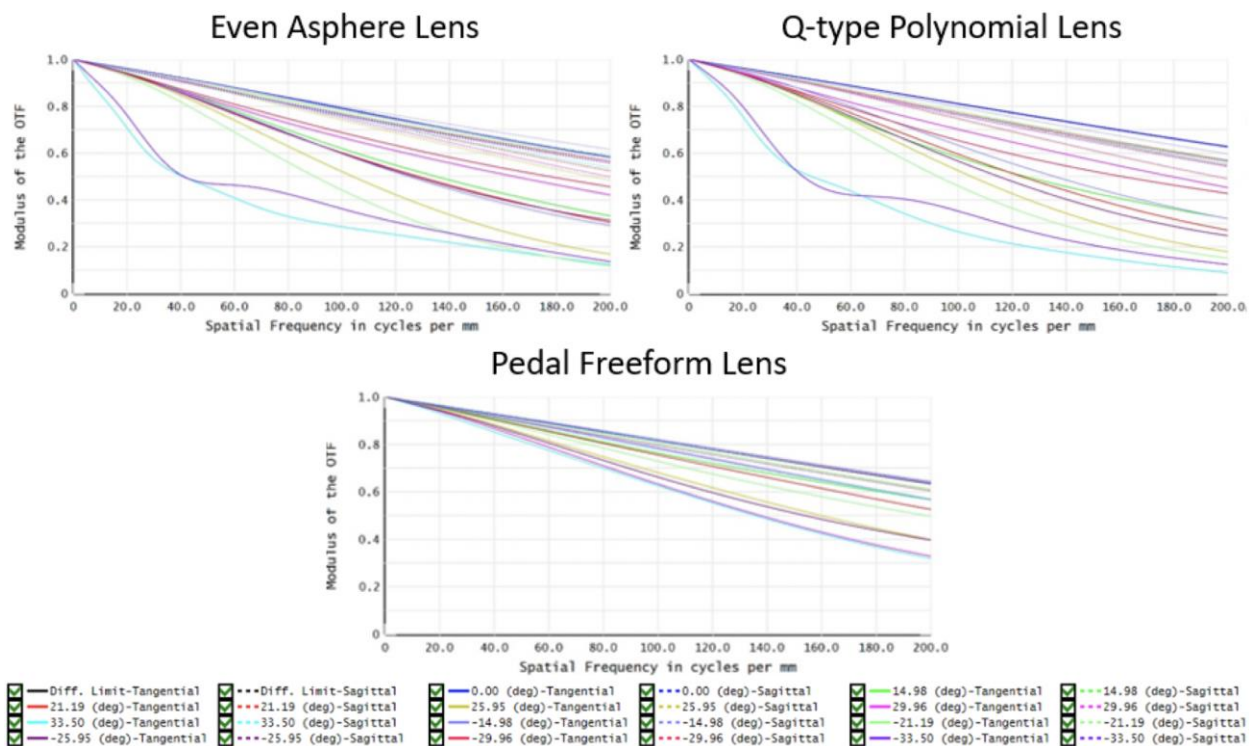 Even Asphere Lens
Q-type Polynomial Lens
Modulus of the OTF
1.0
0.8
0.6
0.4
0.2
0
0 20.0 40.0 60.0 80.0 100.0 120.0 140.0 160.0 180.0 200.0
Spatial Frequency in cycles per mm
Modulus of the OTF
1.0
0.8
0.6
0.4
0.2
0
0 20.0 40.0 60.0 80.0 100.0 120.0 140.0 160.0 180.0 200.0
Spatial Frequency in cycles per mm
Pedal Freeform Lens
Modulus of the OTF
1.0
0.8
0.6
0.4
0.2
0
0 20.0 40.0 60.0 80.0 100.0 120.0 140.0 160.0 180.0 200.0
Spatial Frequency in cycles per mm
Diff. Limit-Tangential Diff. Limit-Sagittal 0.00 (deg)-Tangential 0.00 (deg)-Sagittal 14.98 (deg)-Tangential 14.98 (deg)-Sagittal
21.19 (deg)-Tangential 21.19 (deg)-Sagittal 25.95 (deg)-Tangential 25.95 (deg)-Sagittal 29.96 (deg)-Tangential 29.96 (deg)-Sagittal
33.50 (deg)-Tangential 33.50 (deg)-Sagittal -14.98 (deg)-Tangential -14.98 (deg)-Sagittal -21.19 (deg)-Tangential -21.19 (deg)-Sagittal
-25.95 (deg)-Tangential -25.95 (deg)-Sagittal -29.96 (deg)-Tangential -29.96 (deg)-Sagittal -33.50 (deg)-Tangential -33.50 (deg)-Sagittal